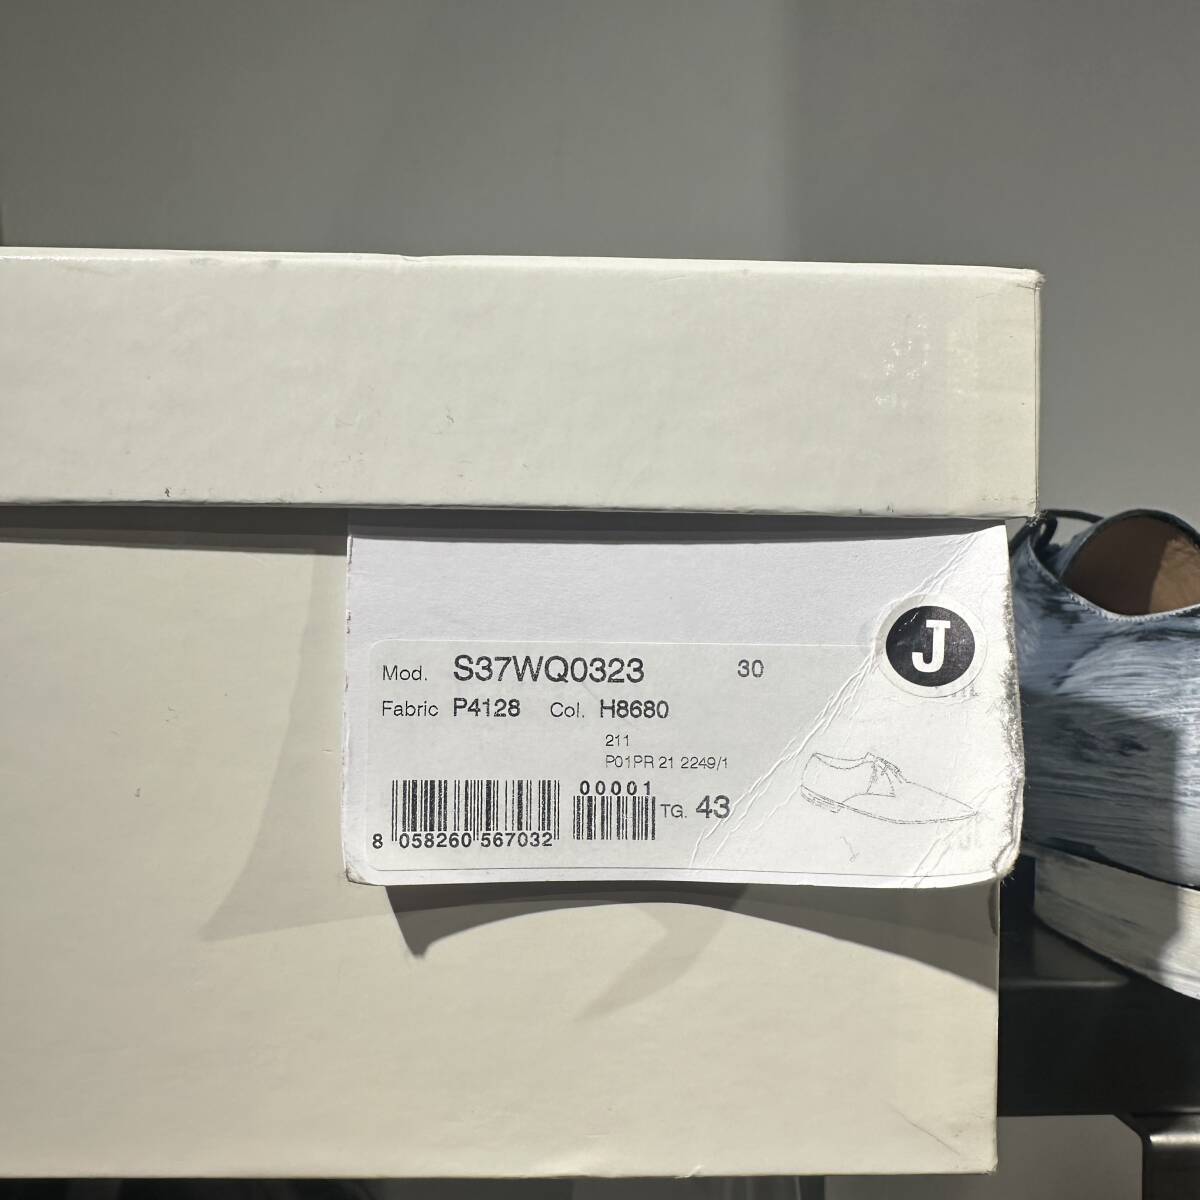 J
Mod. S37WQ0323 30
Fabric P4128 Col. H8680
211
P01PR 21 2249/1
00001
TG. 43
8 058260 567032